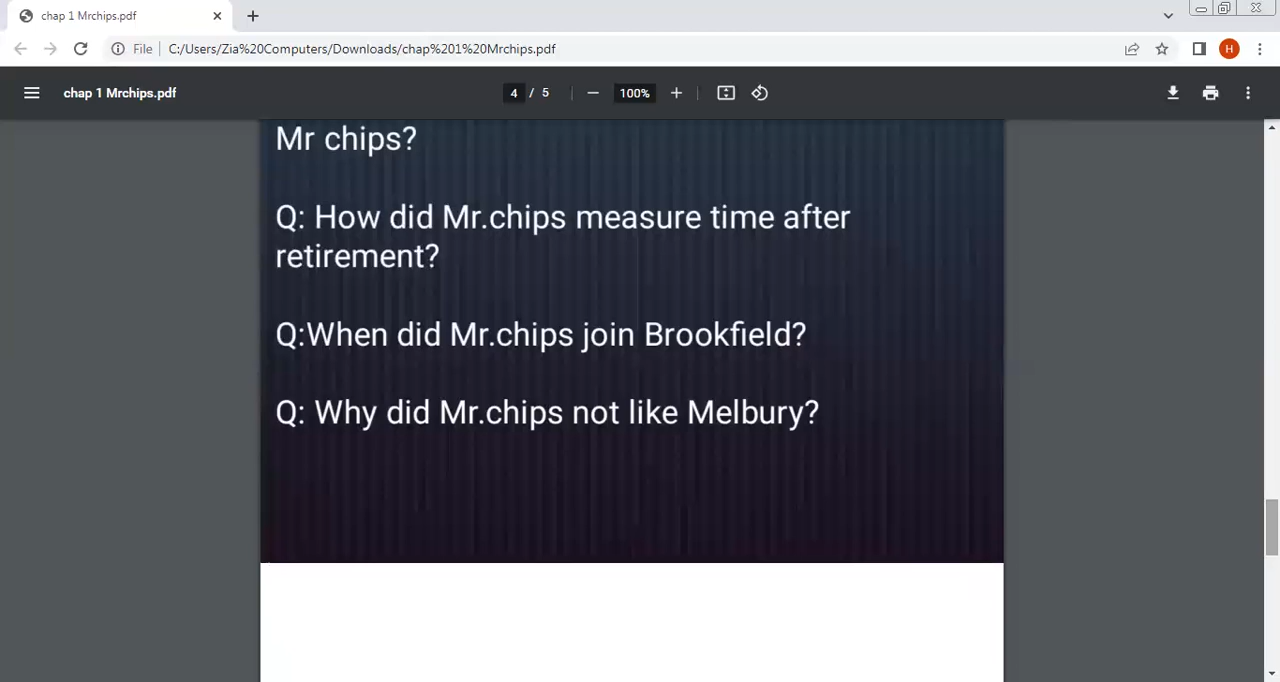 chap 1 Mrchips.pdf
File
C:/Users/Zia%20Computers/Downloads/chap%201%20Mrchips.pdf
H
chap 1 Mrchips.pdf
4 / 5
100%
Mr chips?
Q: How did Mr.chips measure time after
retirement?
Q:When did Mr.chips join Brookfield?
Q: Why did Mr.chips not like Melbury?